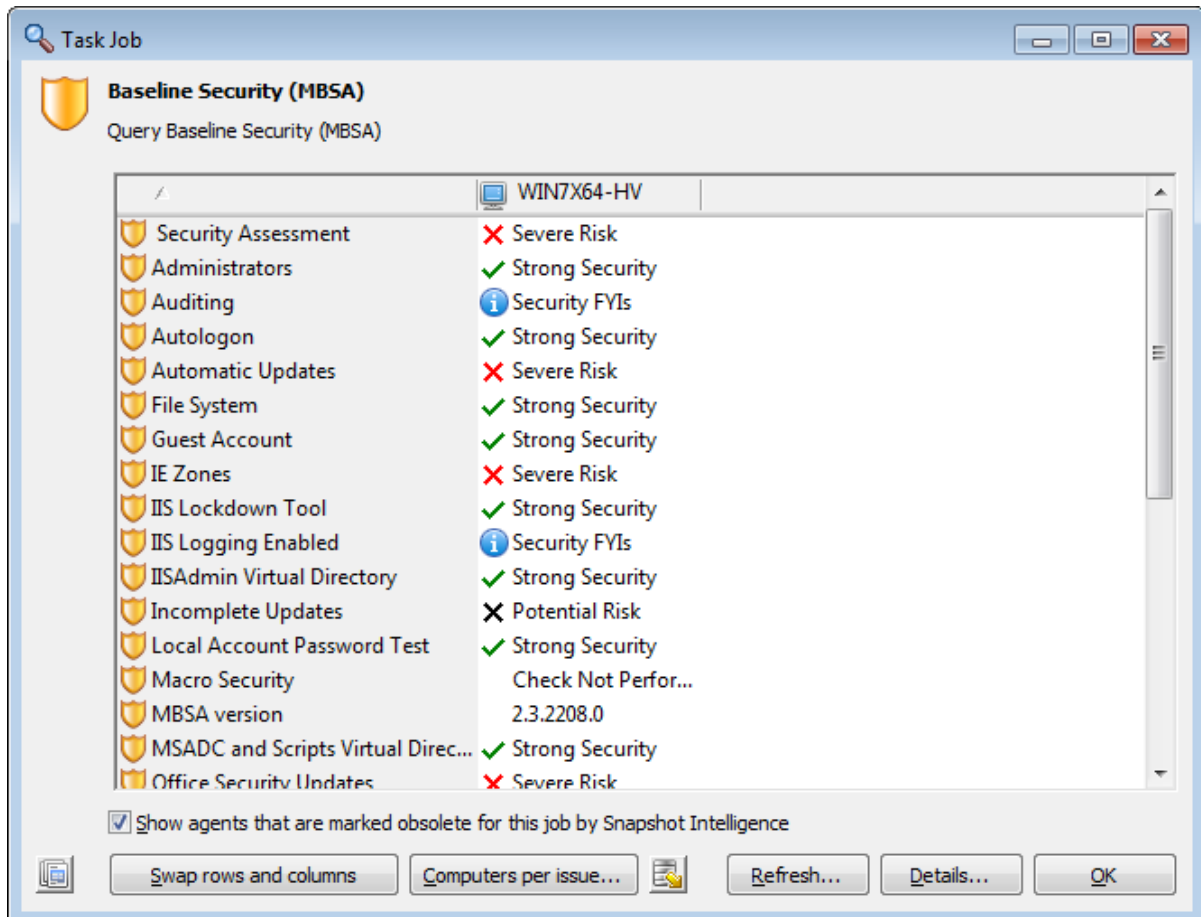 Task Job
Baseline Security (MBSA)
Query Baseline Security (MBSA)
WIN7X64-HV
Security Assessment Severe Risk
Administrators Strong Security
Auditing Security FYIs
Autologon Strong Security
Automatic Updates Severe Risk
File System Strong Security
Guest Account Strong Security
IE Zones Severe Risk
IIS Lockdown Tool Strong Security
IIS Logging Enabled Security FYIs
IISAdmin Virtual Directory Strong Security
Incomplete Updates Potential Risk
Local Account Password Test Strong Security
Macro Security Check Not Perfor...
MBSA version 2.3.2208.0
MSADC and Scripts Virtual Direc... Strong Security
Office Security Updates Severe Risk
Show agents that are marked obsolete for this job by Snapshot Intelligence
Swap rows and columns Computers per issue... Refresh... Details... OK